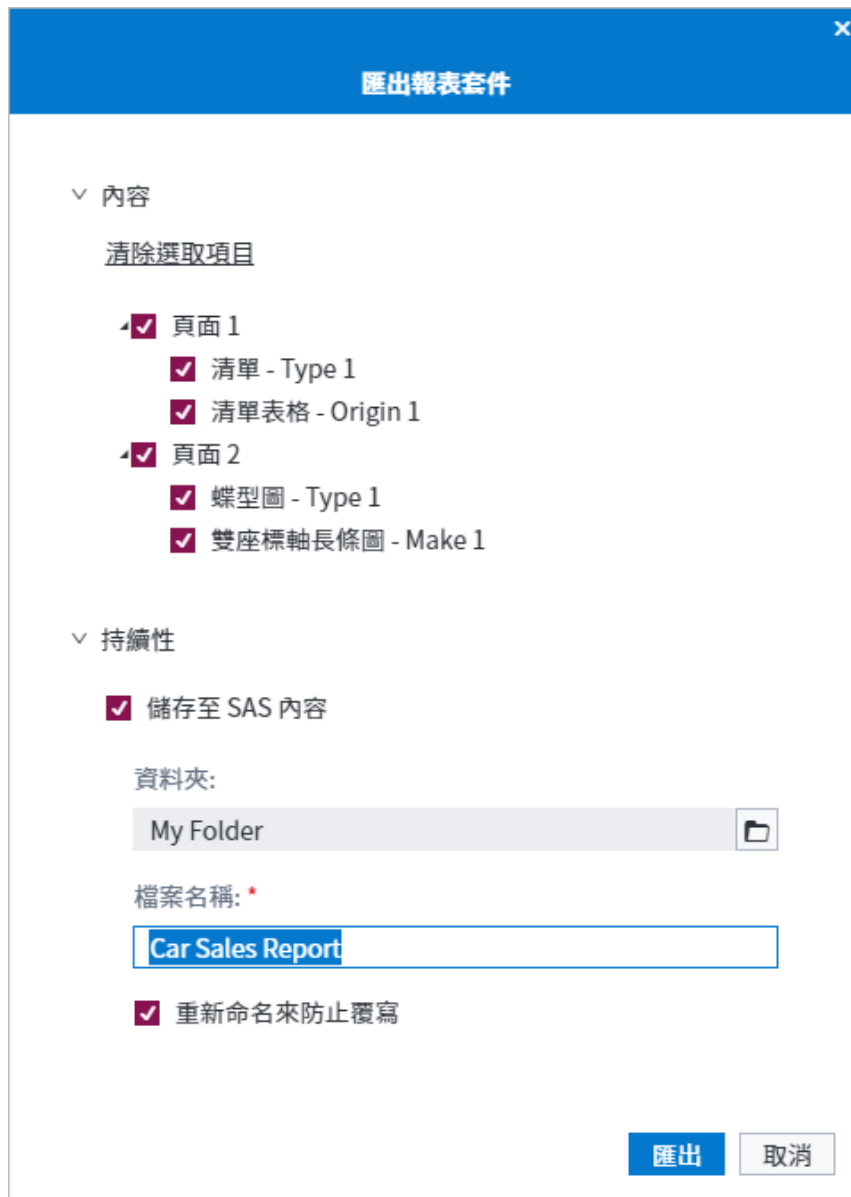 匯出報表套件
內容
清除選取項目
頁面 1
清單 - Type 1
清單表格 - Origin 1
頁面 2
蝶型圖 - Type 1
雙座標軸長條圖 - Make 1
持續性
儲存至 SAS 內容
資料夾:
My Folder
檔案名稱: *
Car Sales Report
重新命名來防止覆寫
匯出 取消